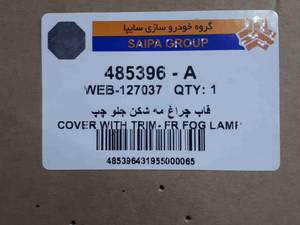 گروه خودرو سازی سایپا
SAIPA GROUP
485396 - A
WEB-127037 QTY: 1
قاب چراغ مه شکن جلو چپ
COVER WITH TRIM- FR FOG LAMP
485396431955000065